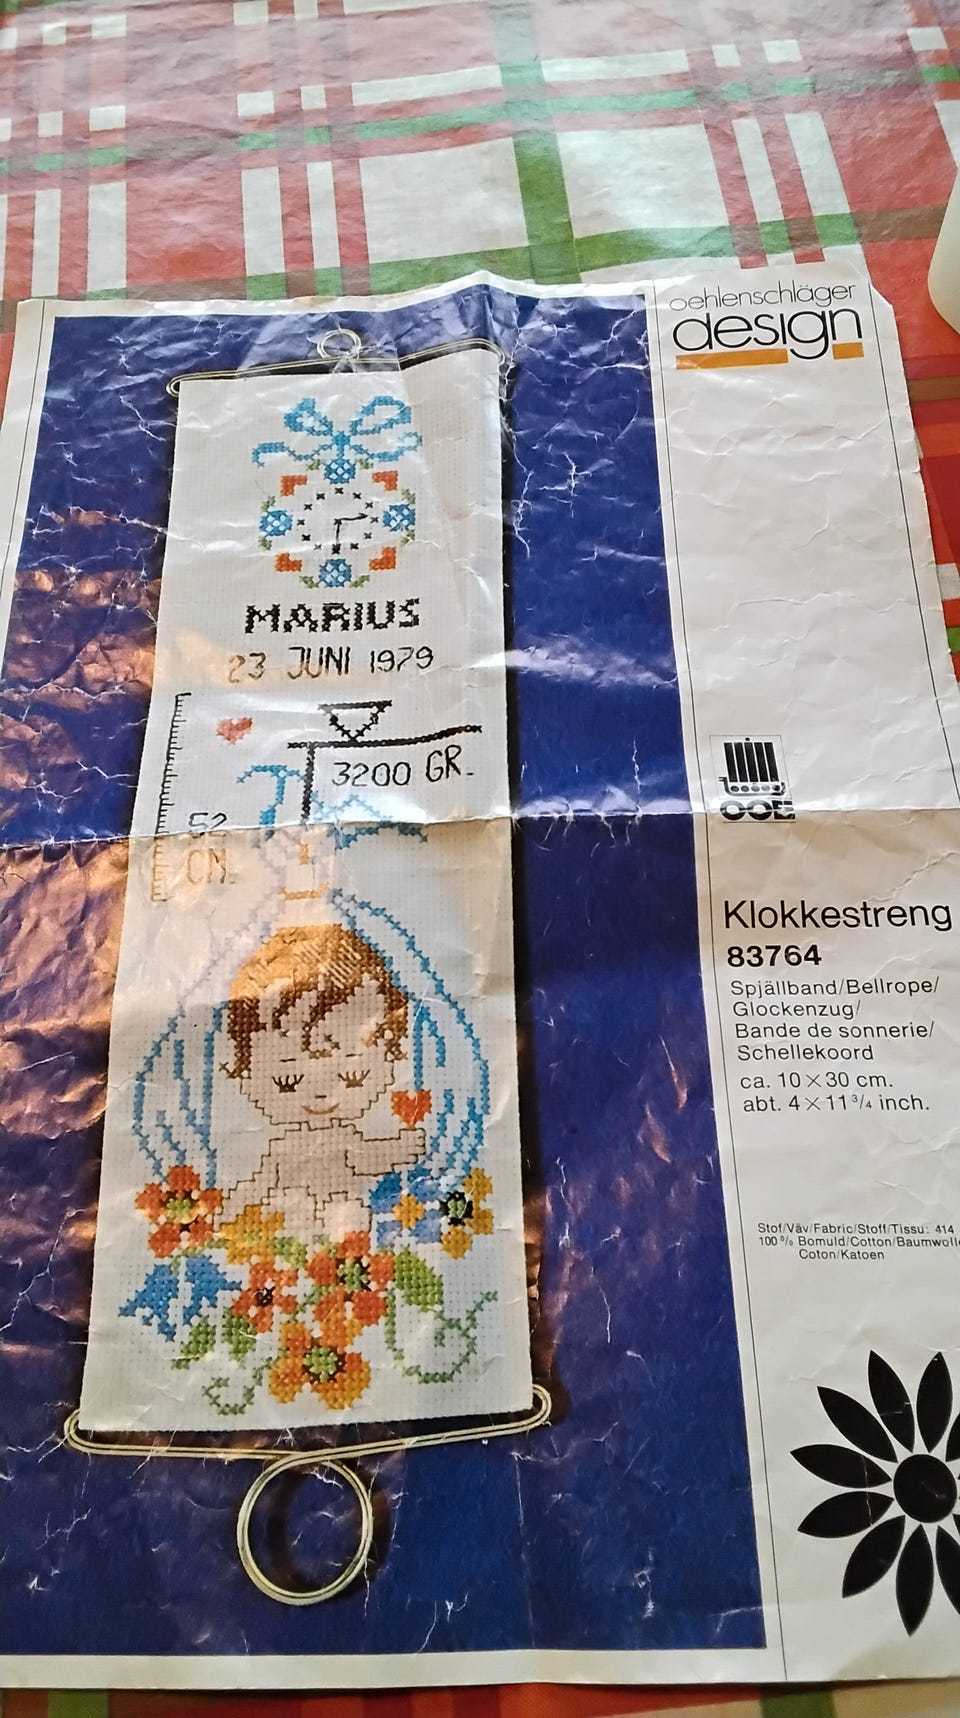 oehlenschläger
design
MARIUS
23 JUNI 1979
3200 GR.
52
CM.
OOE
Klokkestreng
83764
Spjällband/Bellrope/
Glockenzug/
Bande de sonnerie/
Schellekoord
ca. 10 × 30 cm.
abt. 4 × 11 3/4 inch.
Stof/Väv/Fabric/Stoff/Tissu: 414
100 % Bomuld/Cotton/Baumwolle
Coton/Katoen